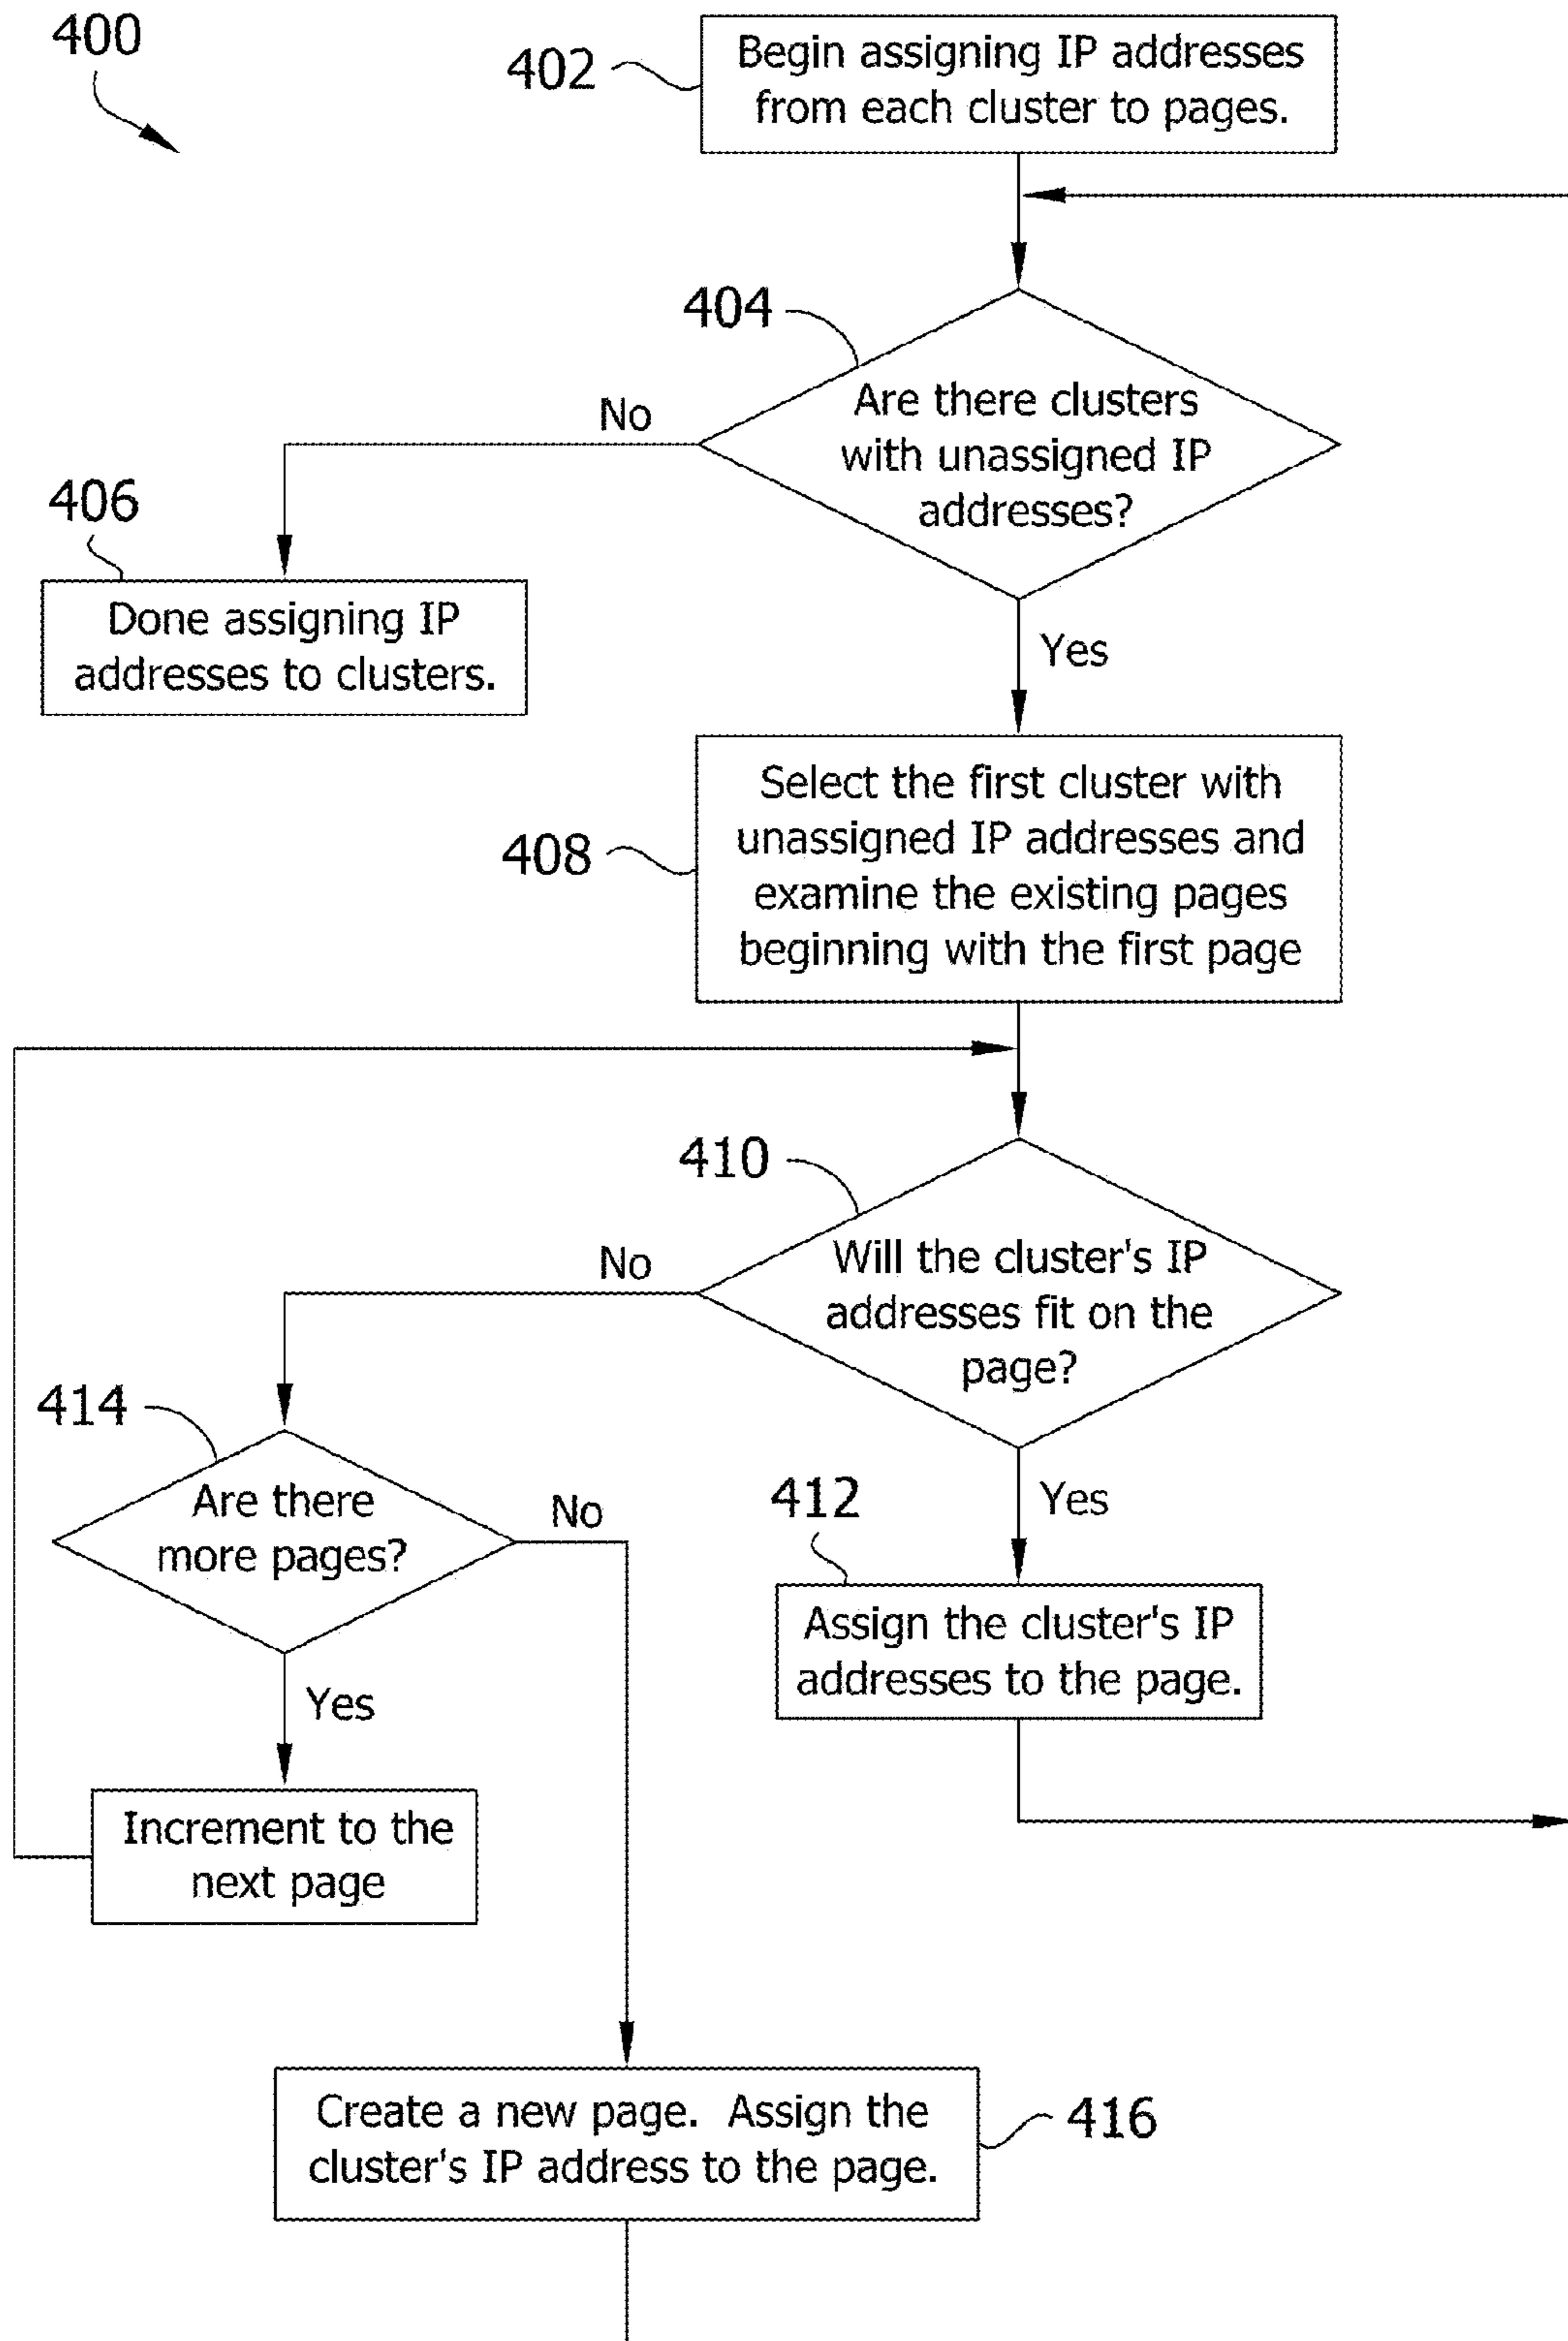 400
402
Begin assigning IP addresses
from each cluster to pages.
404
Are there clusters
with unassigned IP
addresses?
No
406
Done assigning IP
addresses to clusters.
Yes
408
Select the first cluster with
unassigned IP addresses and
examine the existing pages
beginning with the first page
410
Will the cluster's IP
addresses fit on the
page?
No
414
Are there
more pages?
No
412
Yes
Assign the cluster's IP
addresses to the page.
Yes
Increment to the
next page
Create a new page.  Assign the
cluster's IP address to the page.
416